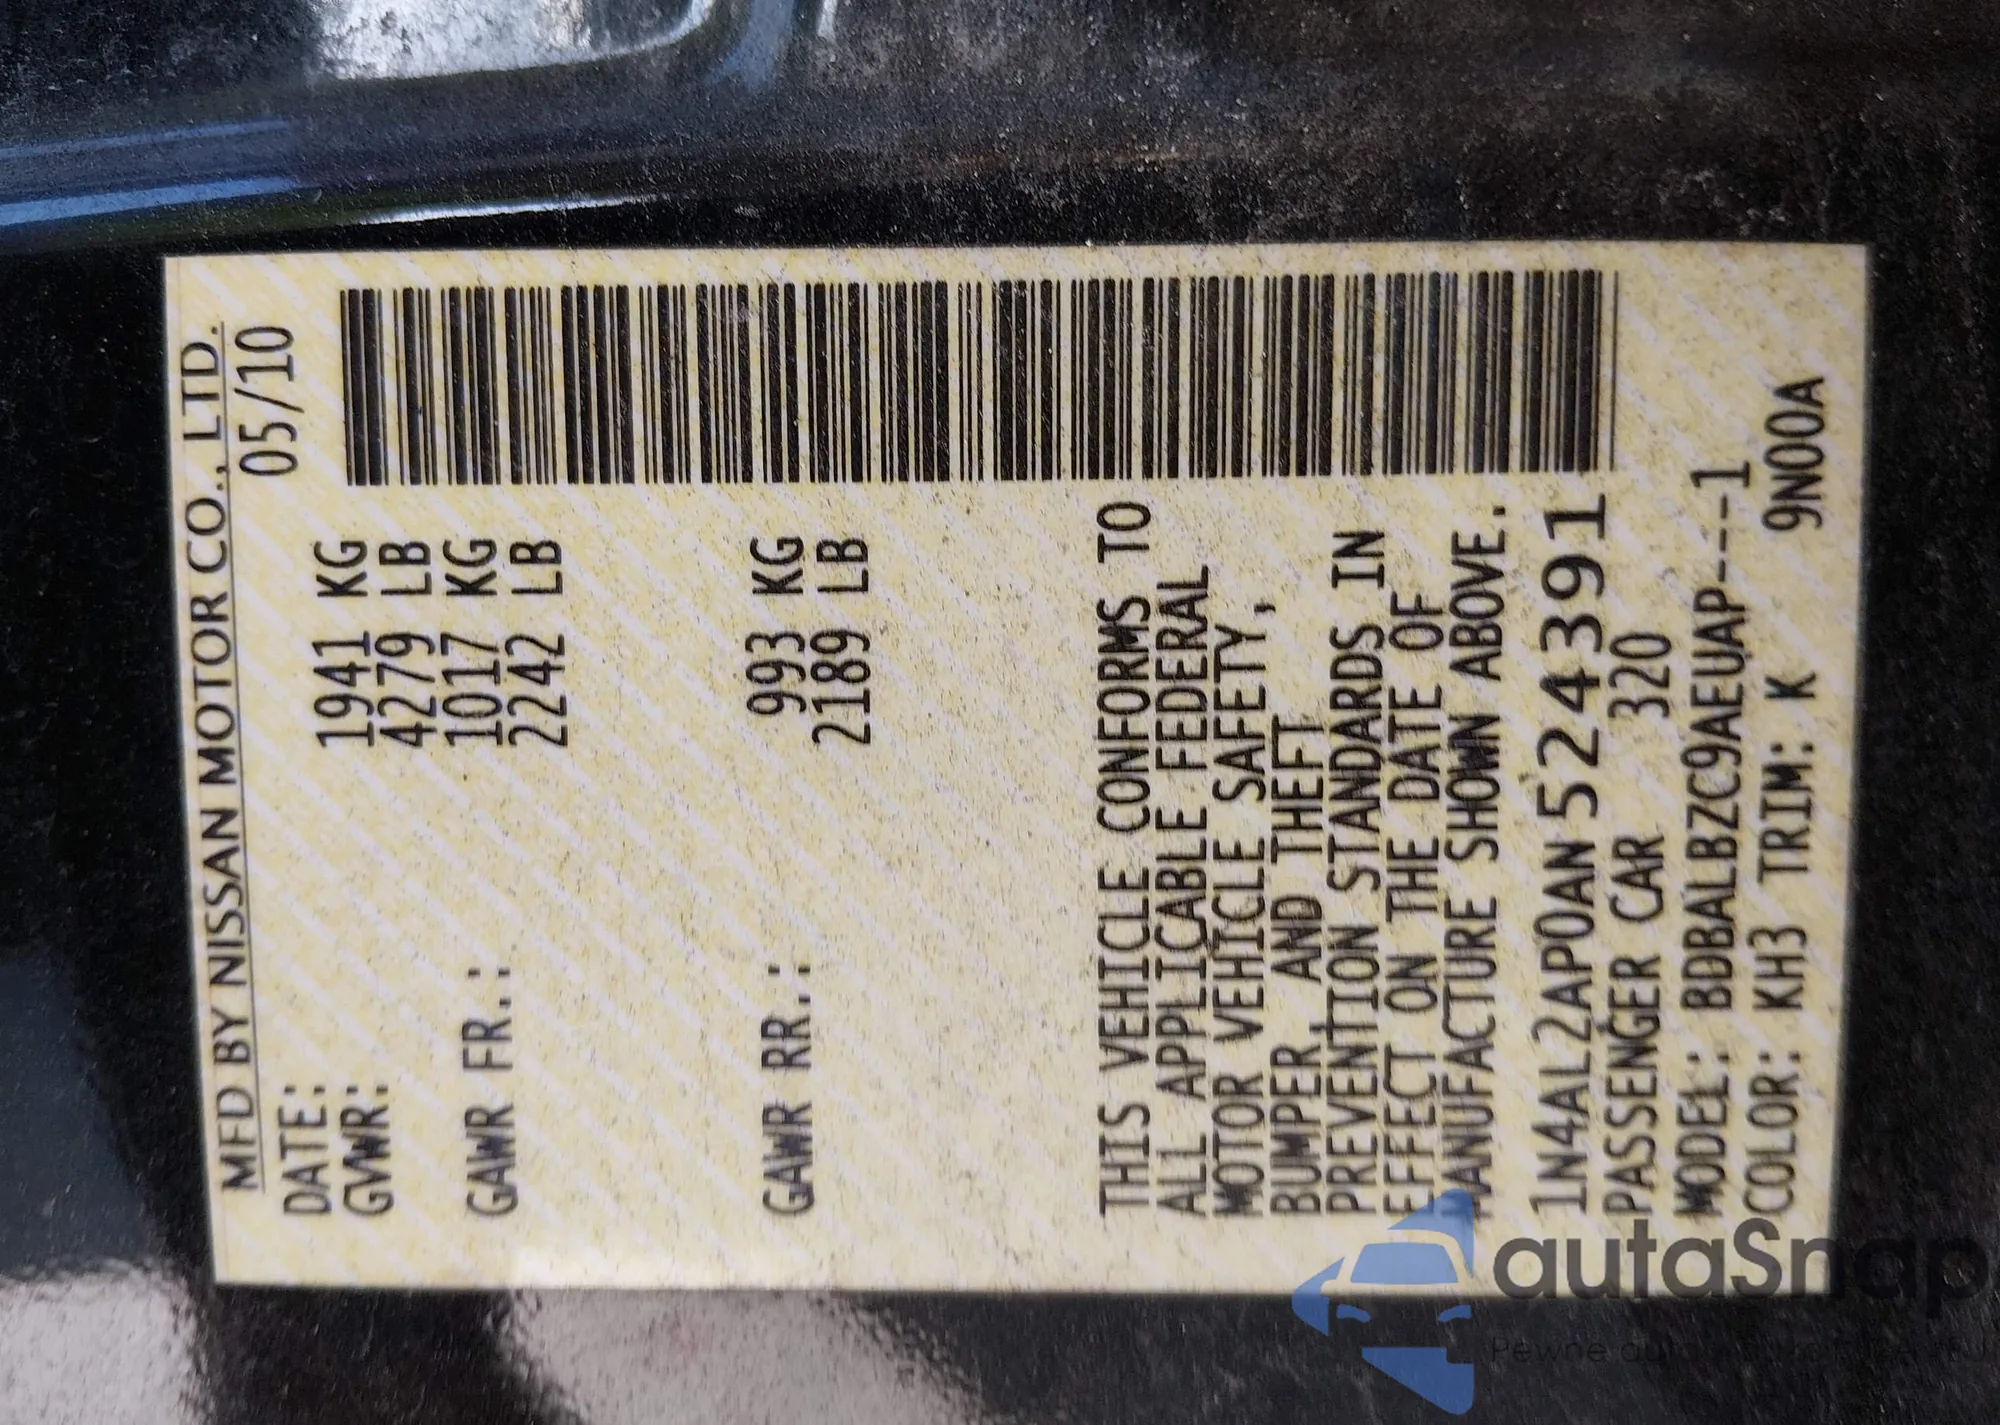 MFD BY NISSAN MOTOR CO., LTD.
DATE: 05/10
GVWR: 1941 KG
4279 LB
GAWR FR.: 1017 KG
2242 LB
GAWR RR.: 993 KG
2189 LB
THIS VEHICLE CONFORMS TO
ALL APPLICABLE FEDERAL
MOTOR VEHICLE SAFETY,
BUMPER, AND THEFT
PREVENTION STANDARDS IN
EFFECT ON THE DATE OF
MANUFACTURE SHOWN ABOVE.
1N4AL2AP0AN524391
PASSENGER CAR 320
MODEL: BDBALBZC9AEUAP----1
COLOR: KH3 TRIM: K 9N00A
autaSnap
Pewne auta